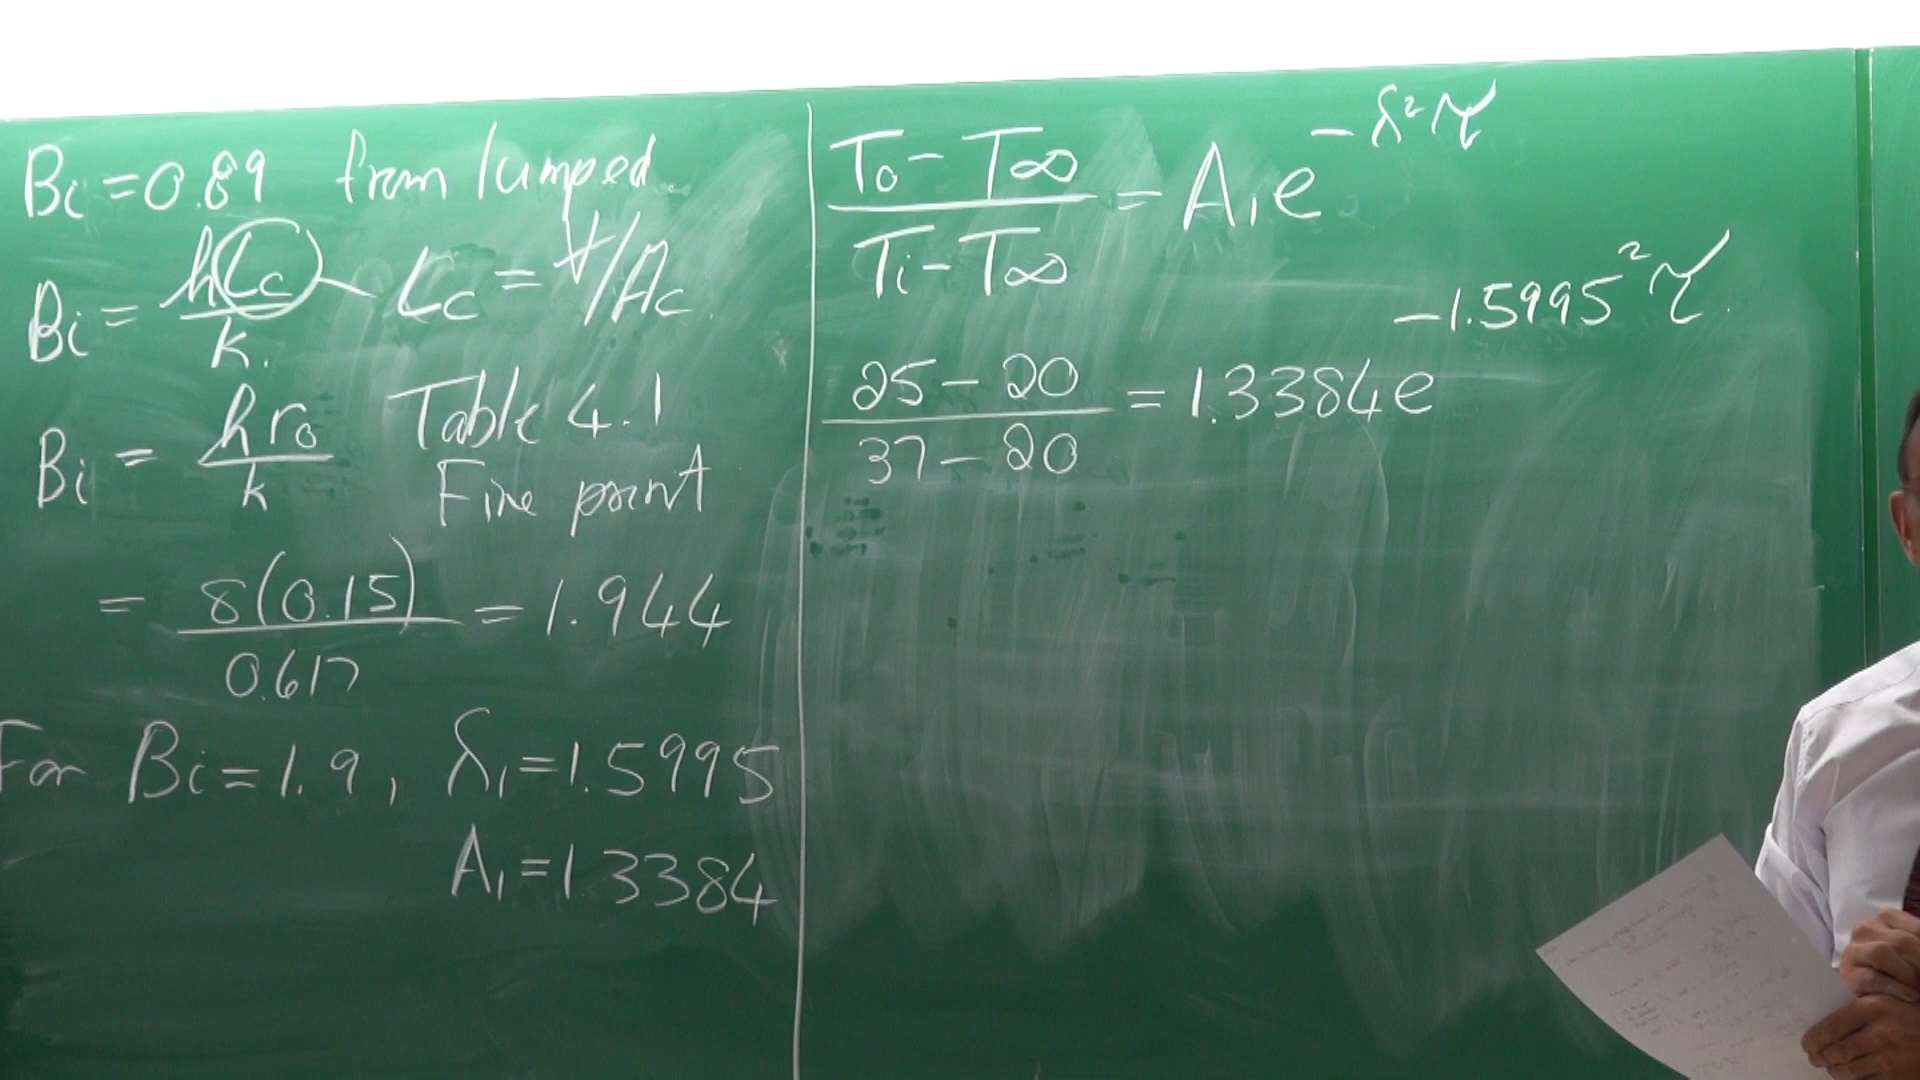 Bi = 0.89 from lumped
Bi = hLc/k. Lc = V/Ac.
Bi = hr₀/k Table 4.1
Fine print
= 8(0.15)/0.617 = 1.944
For Bi = 1.9, λ₁ = 1.5995
A₁ = 1.3384
T₀ - T∞ / Ti - T∞ = A₁e^-λ²τ
25 - 20 / 37 - 20 = 1.3384e^-1.5995²τ